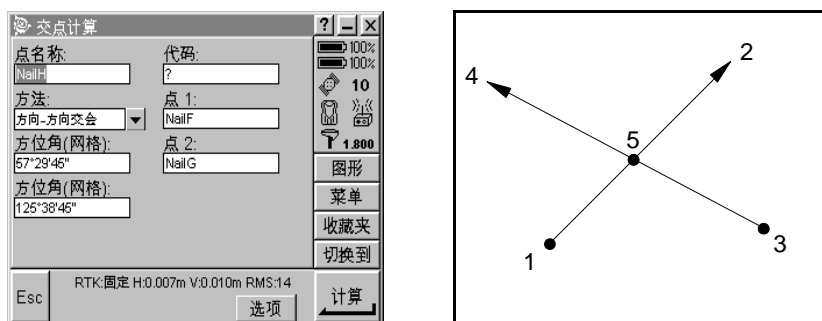 交点计算
? – X
点名称: 代码:
NailH ?
方法: 点 1:
方向-方向交会 NailF
方位角(网格): 点 2:
57°29'45" NailG
方位角(网格):
125°38'45"
100%
100%
10
1.800
图形
菜单
收藏夹
切换到
Esc
RTK:固定 H:0.007m V:0.010m RMS:14
选项
计算
2
4
5
1
3